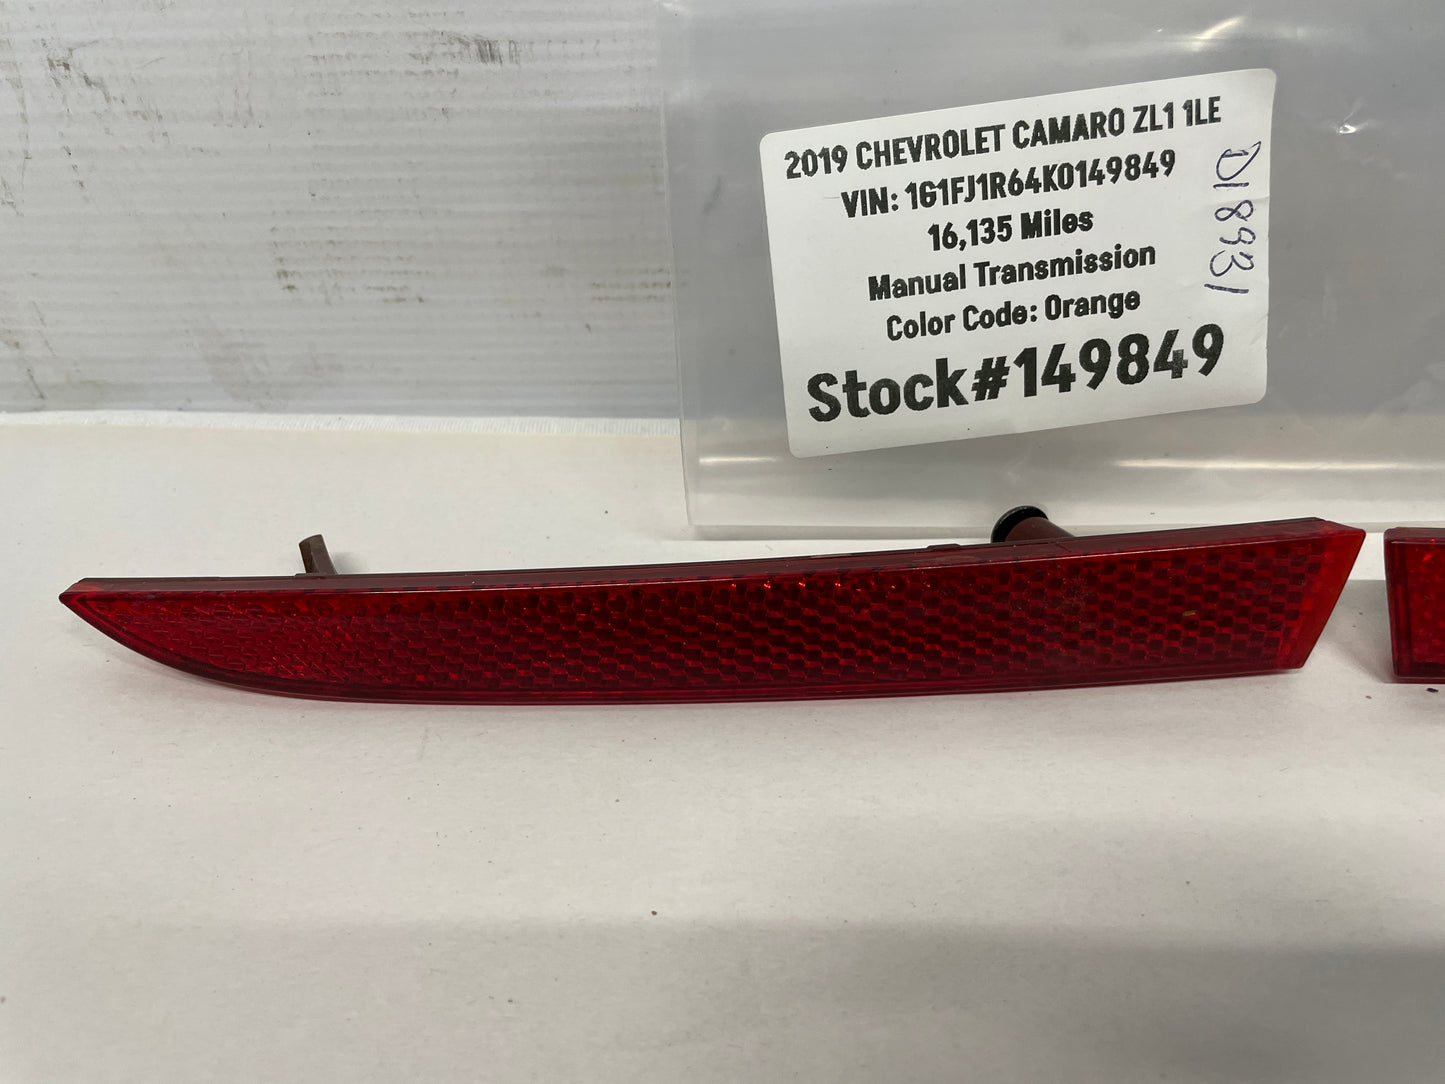 2019 CHEVROLET CAMARO ZL1 1LE
VIN: 1G1FJ1R64K0149849
16,135 Miles
Manual Transmission
Color Code: Orange
Stock#149849
D18931